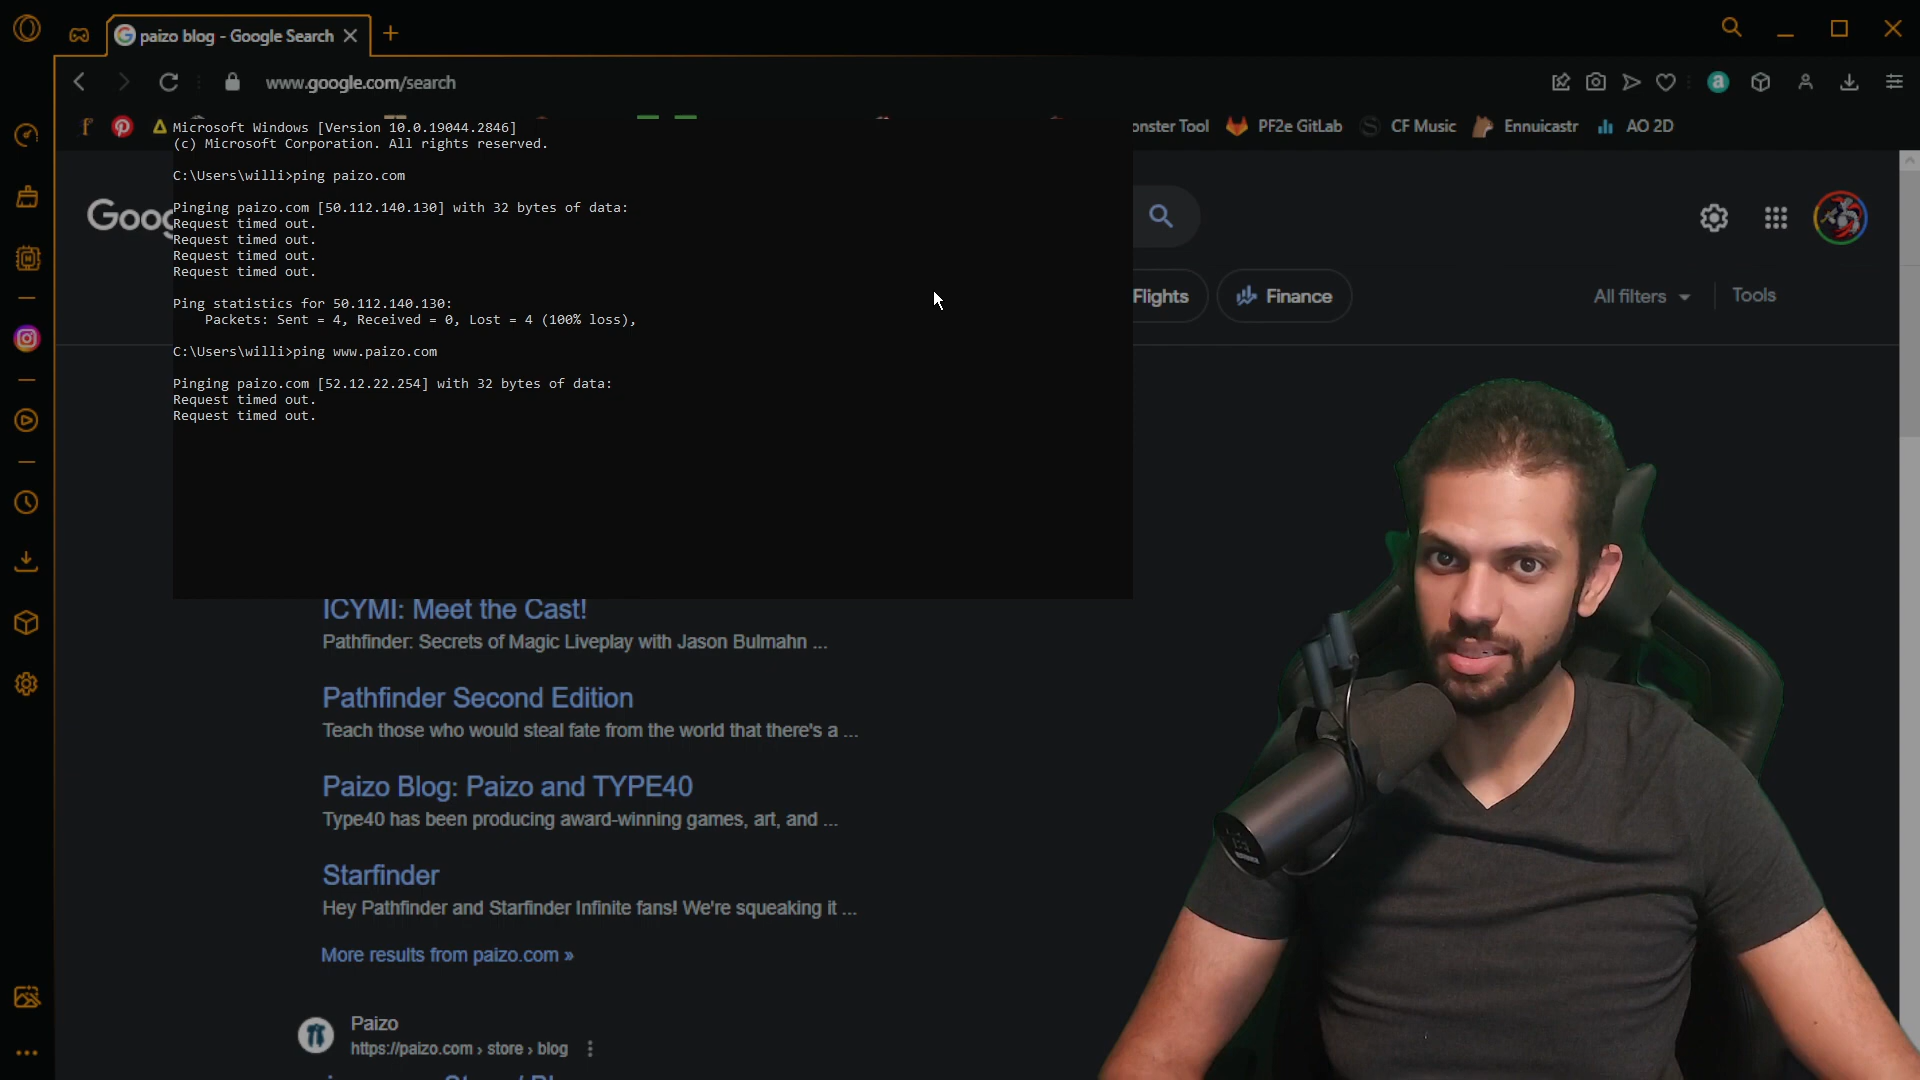 paizo blog - Google Search
www.google.com/search
Microsoft Windows [Version 10.0.19044.2846]
(c) Microsoft Corporation. All rights reserved.
C:\Users\willi>ping paizo.com
Pinging paizo.com [50.112.140.130] with 32 bytes of data:
Request timed out.
Request timed out.
Request timed out.
Request timed out.
Ping statistics for 50.112.140.130:
Packets: Sent = 4, Received = 0, Lost = 4 (100% loss),
C:\Users\willi>ping www.paizo.com
Pinging paizo.com [52.12.22.254] with 32 bytes of data:
Request timed out.
Request timed out.
onster Tool
PF2e GitLab
CF Music
Ennuicastr
AO 2D
Goog
Flights
Finance
All filters
Tools
ICYMI: Meet the Cast!
Pathfinder: Secrets of Magic Liveplay with Jason Bulmahn ...
Pathfinder Second Edition
Teach those who would steal fate from the world that there's a ...
Paizo Blog: Paizo and TYPE40
Type40 has been producing award-winning games, art, and ...
Starfinder
Hey Pathfinder and Starfinder Infinite fans! We're squeaking it ...
More results from paizo.com »
Paizo
https://paizo.com › store › blog